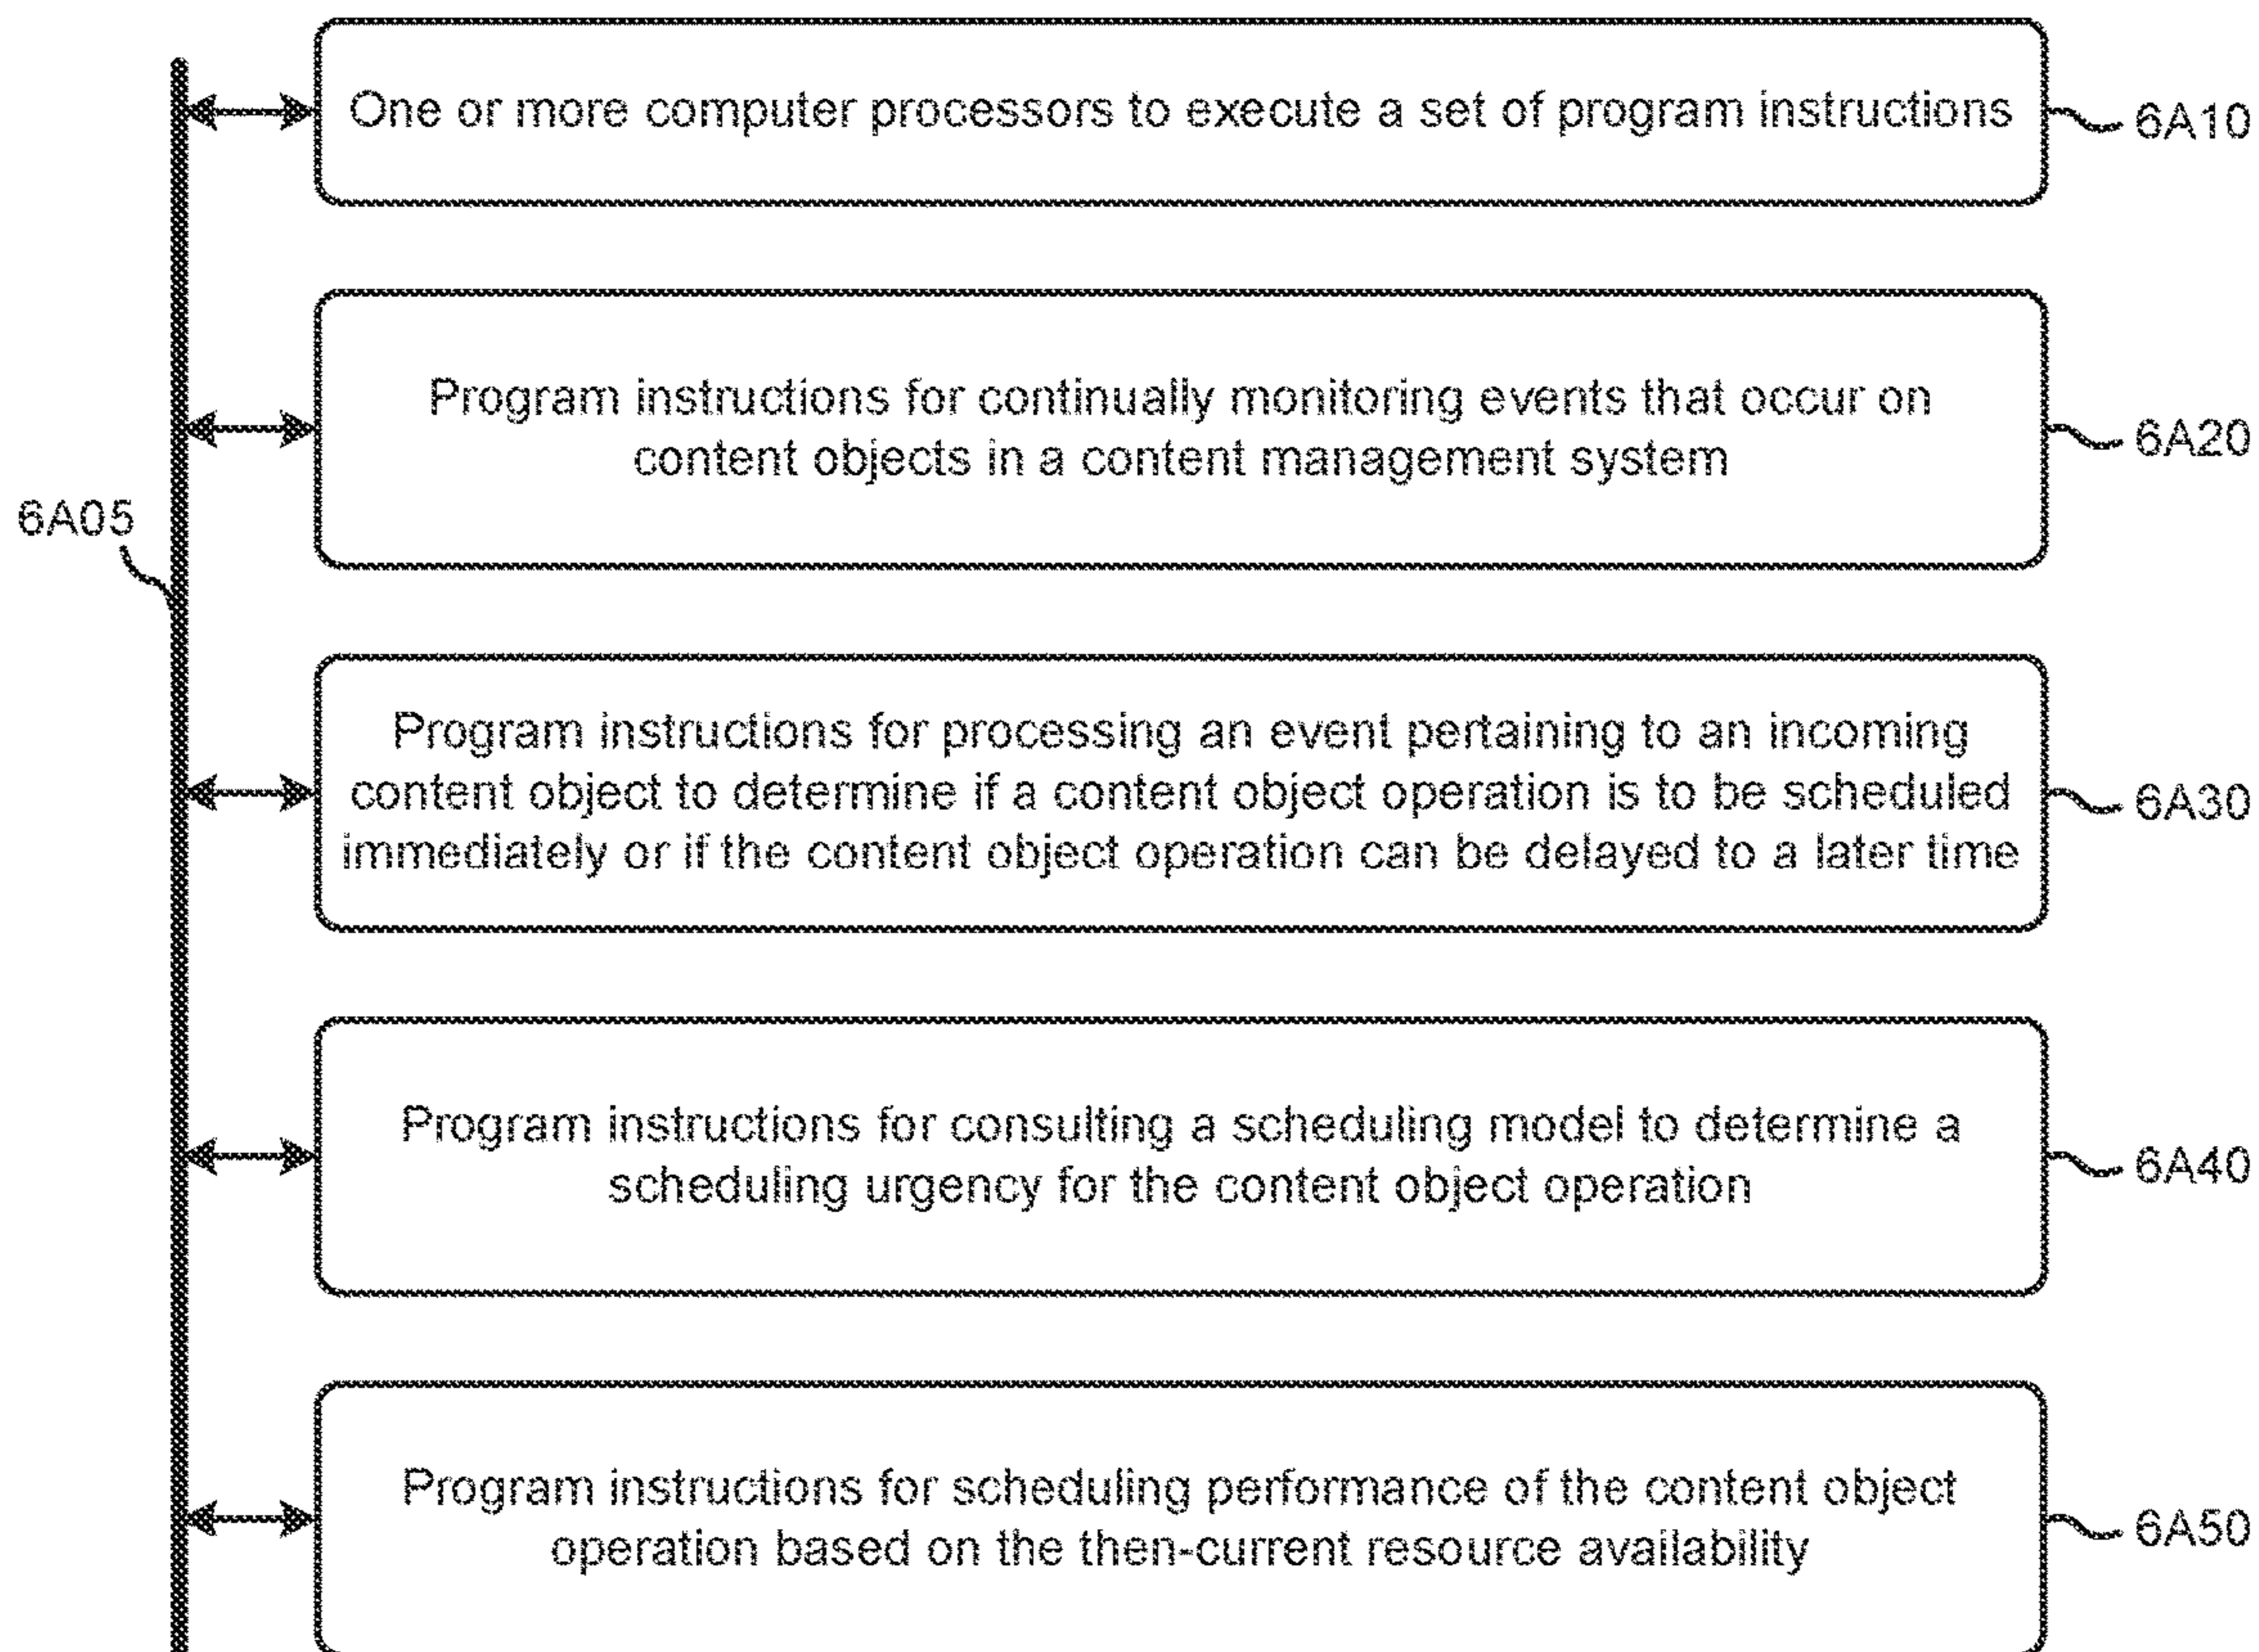 One or more computer processors to execute a set of program instructions
6A10
Program instructions for continually monitoring events that occur on
content objects in a content management system
6A20
6A05
Program instructions for processing an event pertaining to an incoming
content object to determine if a content object operation is to be scheduled
immediately or if the content object operation can be delayed to a later time
6A30
Program instructions for consulting a scheduling model to determine a
scheduling urgency for the content object operation
6A40
Program instructions for scheduling performance of the content object
operation based on the then-current resource availability
6A50